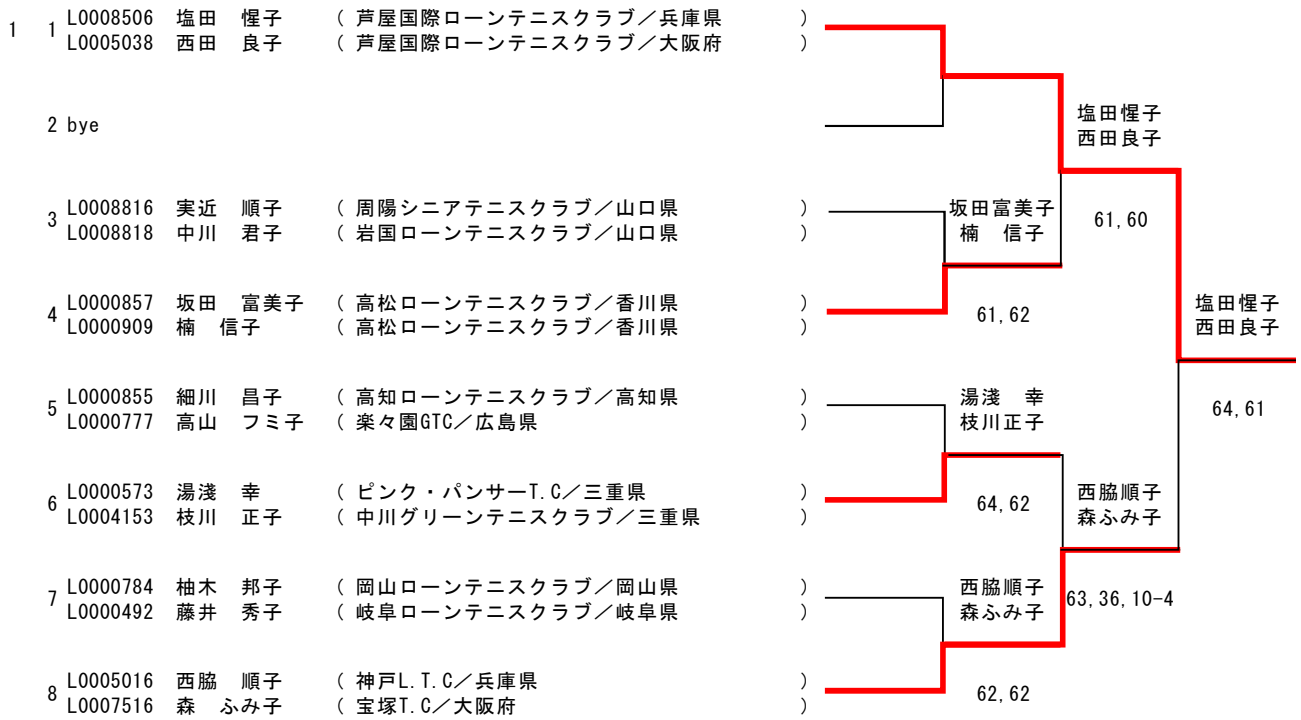 1 1 L0008506 塩田 惺子 ( 芦屋国際ローンテニスクラブ/兵庫県 )
L0005038 西田 良子 ( 芦屋国際ローンテニスクラブ/大阪府 )
2 bye
塩田惺子
西田良子
3 L0008816 実近 順子 ( 周陽シニアテニスクラブ/山口県 )
L0008818 中川 君子 ( 岩国ローンテニスクラブ/山口県 )
坂田富美子
楠 信子
61,60
4 L0000857 坂田 富美子 ( 高松ローンテニスクラブ/香川県 )
L0000909 楠 信子 ( 高松ローンテニスクラブ/香川県 )
61,62
塩田惺子
西田良子
5 L0000855 細川 昌子 ( 高知ローンテニスクラブ/高知県 )
L0000777 高山 フミ子 ( 楽々園GTC/広島県 )
湯淺 幸
枝川正子
64,61
6 L0000573 湯淺 幸 ( ピンク・パンサーT.C/三重県 )
L0004153 枝川 正子 ( 中川グリーンテニスクラブ/三重県 )
64,62
西脇順子
森ふみ子
7 L0000784 柚木 邦子 ( 岡山ローンテニスクラブ/岡山県 )
L0000492 藤井 秀子 ( 岐阜ローンテニスクラブ/岐阜県 )
西脇順子
森ふみ子
63,36,10-4
8 L0005016 西脇 順子 ( 神戸L.T.C/兵庫県 )
L0007516 森 ふみ子 ( 宝塚T.C/大阪府 )
62,62